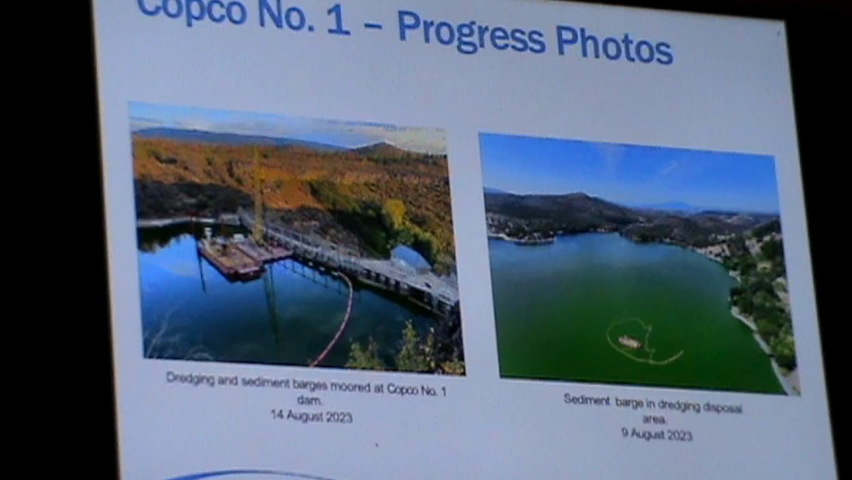 Copco No. 1 – Progress Photos
Dredging and sediment barges moored at Copco No. 1
dam.
14 August 2023
Sediment barge in dredging disposal
area.
9 August 2023